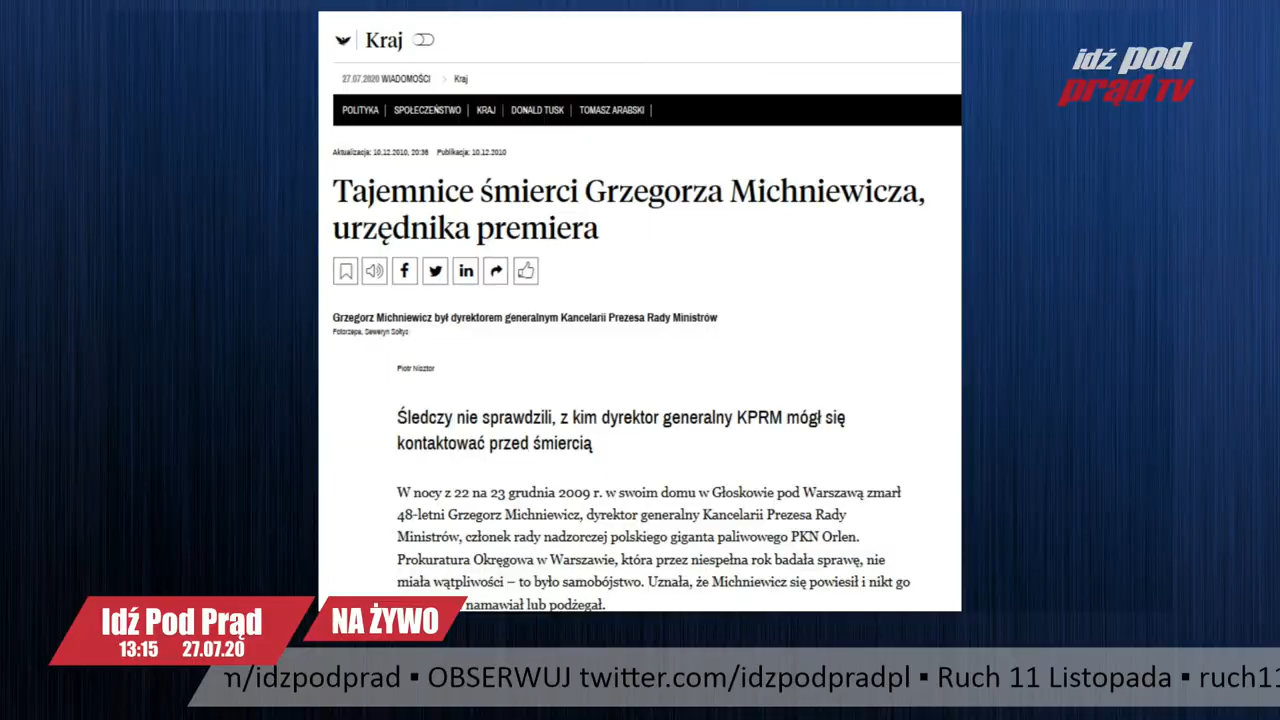 Kraj
27.07.2020 WIADOMOŚCI > Kraj
POLITYKA | SPOŁECZEŃSTWO | KRAJ | DONALD TUSK | TOMASZ ARABSKI |
Aktualizacja: 10.12.2010, 20:36 Publikacja: 10.12.2010
Tajemnice śmierci Grzegorza Michniewicza,
urzędnika premiera
Grzegorz Michniewicz był dyrektorem generalnym Kancelarii Prezesa Rady Ministrów
Fotorzepa, Seweryn Sołtys
Piotr Nisztor
Śledczy nie sprawdzili, z kim dyrektor generalny KPRM mógł się
kontaktować przed śmiercią
W nocy z 22 na 23 grudnia 2009 r. w swoim domu w Głoskowie pod Warszawą zmarł
48-letni Grzegorz Michniewicz, dyrektor generalny Kancelarii Prezesa Rady
Ministrów, członek rady nadzorczej polskiego giganta paliwowego PKN Orlen.
Prokuratura Okręgowa w Warszawie, która przez niespełna rok badała sprawę, nie
miała wątpliwości – to było samobójstwo. Uznała, że Michniewicz się powiesił i nikt go
namawiał lub podżegał.
idź pod
prąd TV
Idź Pod Prąd
13:15 27.07.20
NA ŻYWO
m/idzpodprad ▪ OBSERWUJ twitter.com/idzpodpradpl ▪ Ruch 11 Listopada ▪ ruch11